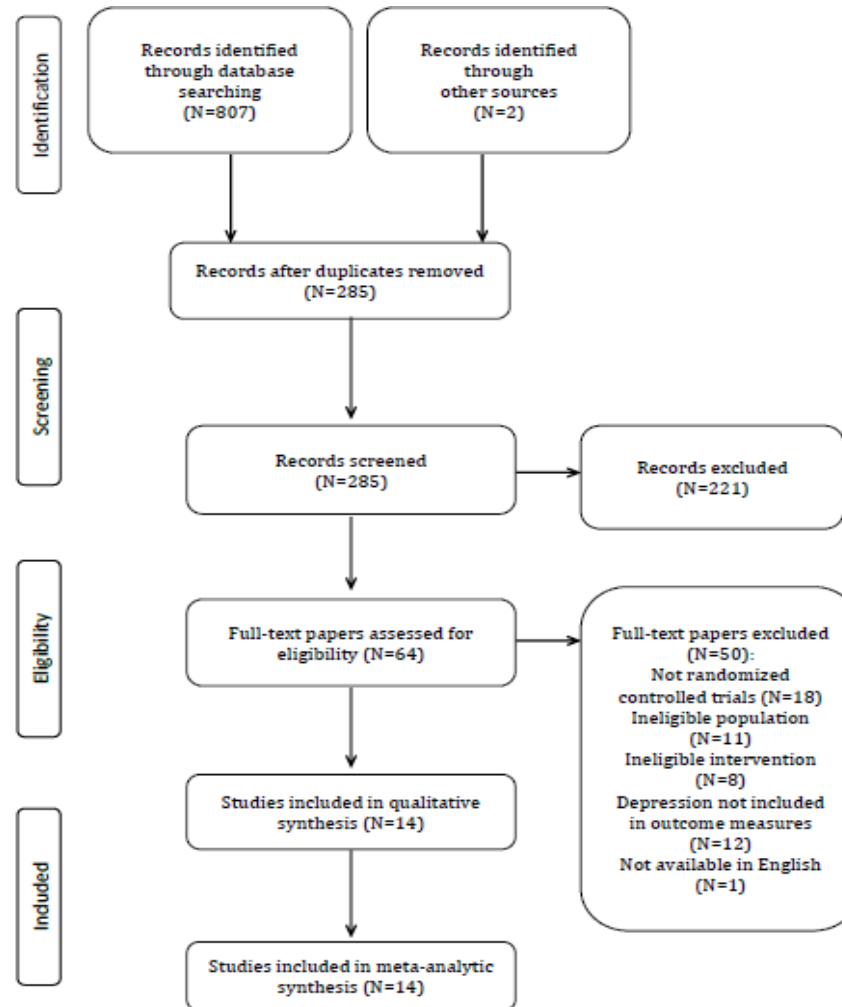 Identification
Records identified
through database
searching
(N=807)
Records identified
through
other sources
(N=2)
Records after duplicates removed
(N=285)
Screening
Records screened
(N=285)
Records excluded
(N=221)
Eligibility
Full-text papers assessed for
eligibility (N=64)
Full-text papers excluded
(N=50):
Not randomized
controlled trials (N=18)
Ineligible population
(N=11)
Ineligible intervention
(N=8)
Depression not included
in outcome measures
(N=12)
Not available in English
(N=1)
Included
Studies included in qualitative
synthesis (N=14)
Studies included in meta-analytic
synthesis (N=14)